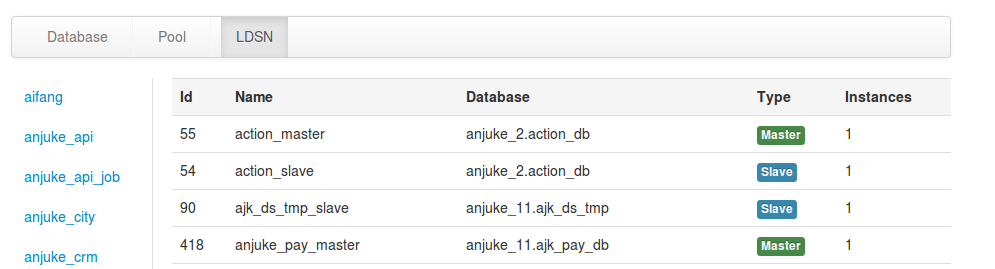 Database Pool LDSN
aifang
anjuke_api
anjuke_api_job
anjuke_city
anjuke_crm
Id Name Database Type Instances
55 action_master anjuke_2.action_db Master 1
54 action_slave anjuke_2.action_db Slave 1
90 ajk_ds_tmp_slave anjuke_11.ajk_ds_tmp Slave 1
418 anjuke_pay_master anjuke_11.ajk_pay_db Master 1